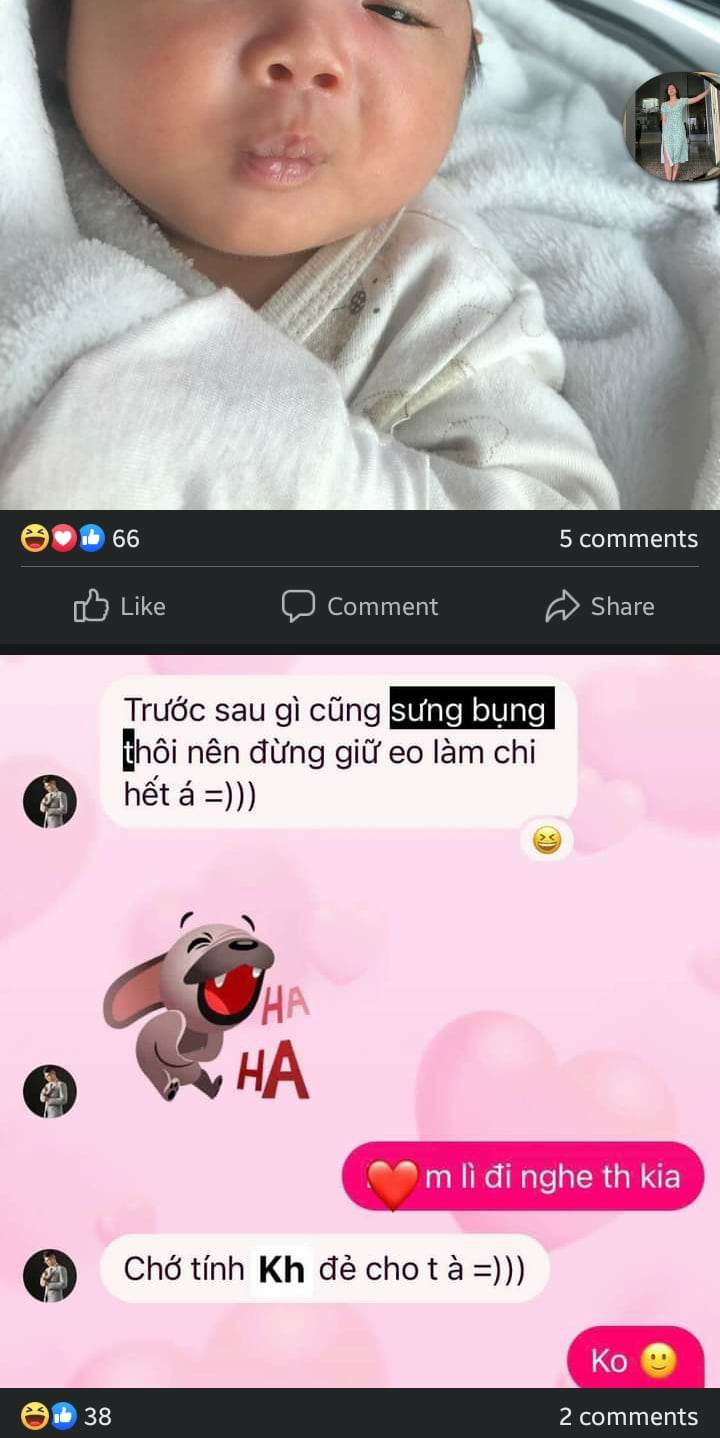 66
5 comments
Like
Comment
Share
Trước sau gì cũng sưng bụng
thôi nên đừng giữ eo làm chi
hết á =)))
HA
HA
m lì đi nghe th kia
Chớ tính Kh đẻ cho t à =)))
Ko 🙂
38
2 comments